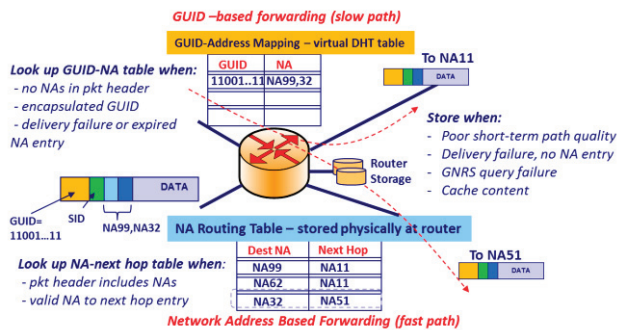 GUID –based forwarding (slow path)
GUID-Address Mapping – virtual DHT table
GUID NA
11001..11 NA99,32
To NA11
DATA
Look up GUID-NA table when:
- no NAs in pkt header
- encapsulated GUID
- delivery failure or expired
NA entry
Store when:
- Poor short-term path quality
- Delivery failure, no NA entry
- GNRS query failure
- Cache content
Router
Storage
DATA
GUID=
11001...11
SID
NA99,NA32
NA Routing Table – stored physically at router
Dest NA Next Hop
NA99 NA11
NA62 NA11
NA32 NA51
Look up NA-next hop table when:
- pkt header includes NAs
- valid NA to next hop entry
To NA51
DATA
Network Address Based Forwarding (fast path)